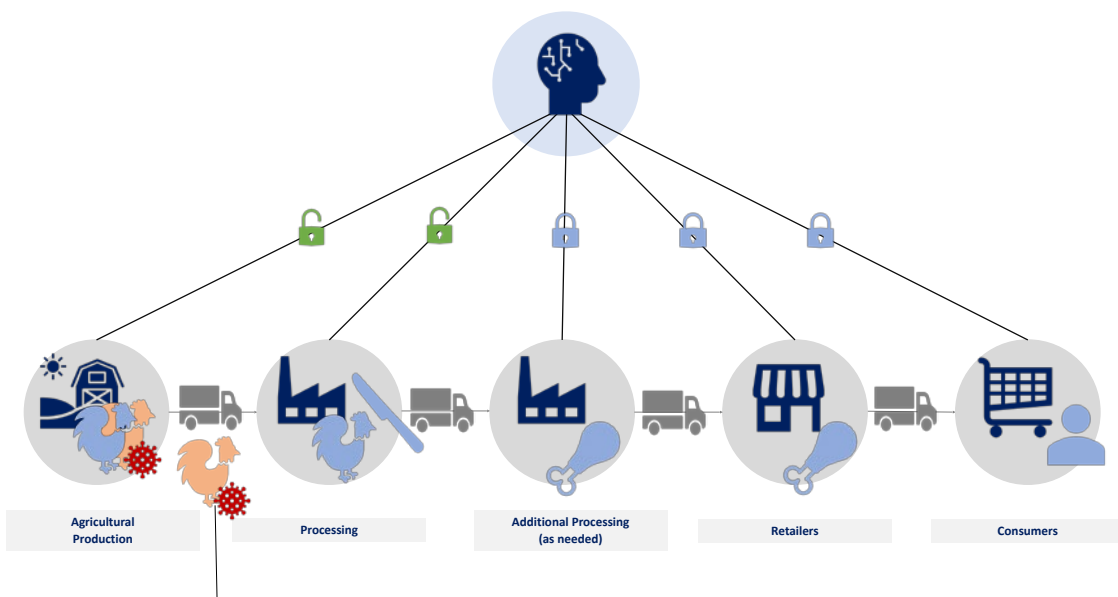 Agricultural
Production
Processing
Additional Processing
(as needed)
Retailers
Consumers